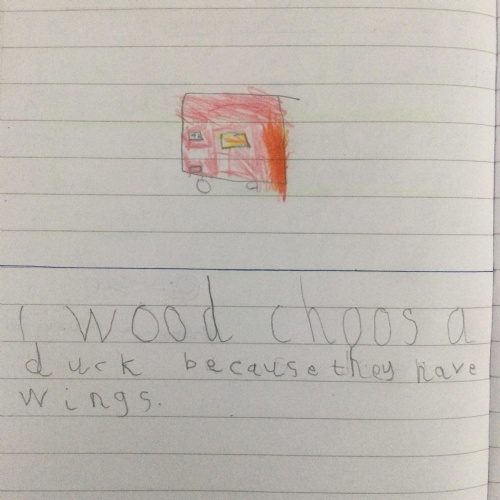 I wood choos a
duck because they have
wings.